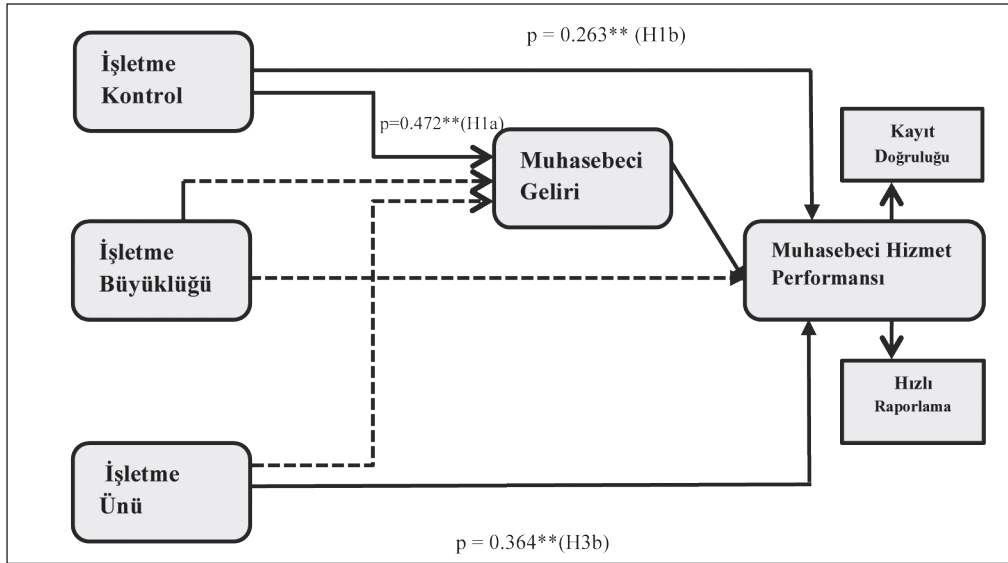 p = 0.263** (H1b)
İşletme
Kontrol
p=0.472**(H1a)
Muhasebeci
Geliri
Kayıt
Doğruluğu
İşletme
Büyüklüğü
Muhasebeci Hizmet
Performansı
Hızlı
Raporlama
İşletme
Ünü
p = 0.364**(H3b)